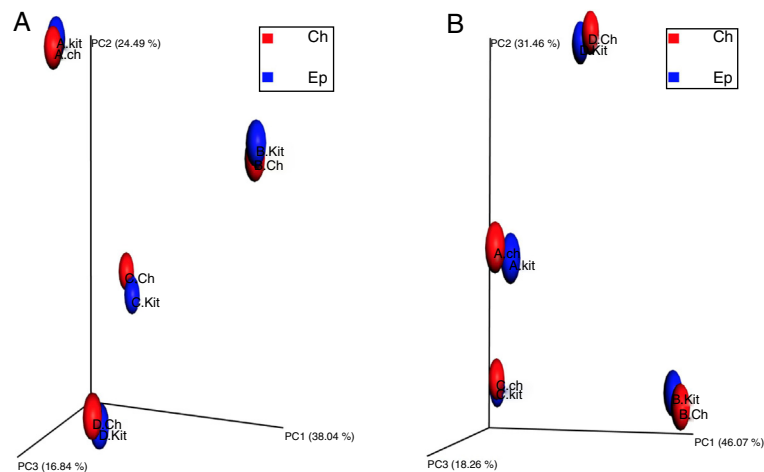 A
PC2 (24.49 %)
A.kit
A.ch
Ch
Ep
B.Kit
B.Ch
C.Ch
C.Kit
D.Ch
D.Kit
PC1 (38.04 %)
PC3 (16.84 %)
B
PC2 (31.46 %)
D.Ch
D.Kit
Ch
Ep
A.ch
A.kit
C.ch
C.kit
B.Kit
B.Ch
PC1 (46.07 %)
PC3 (18.26 %)